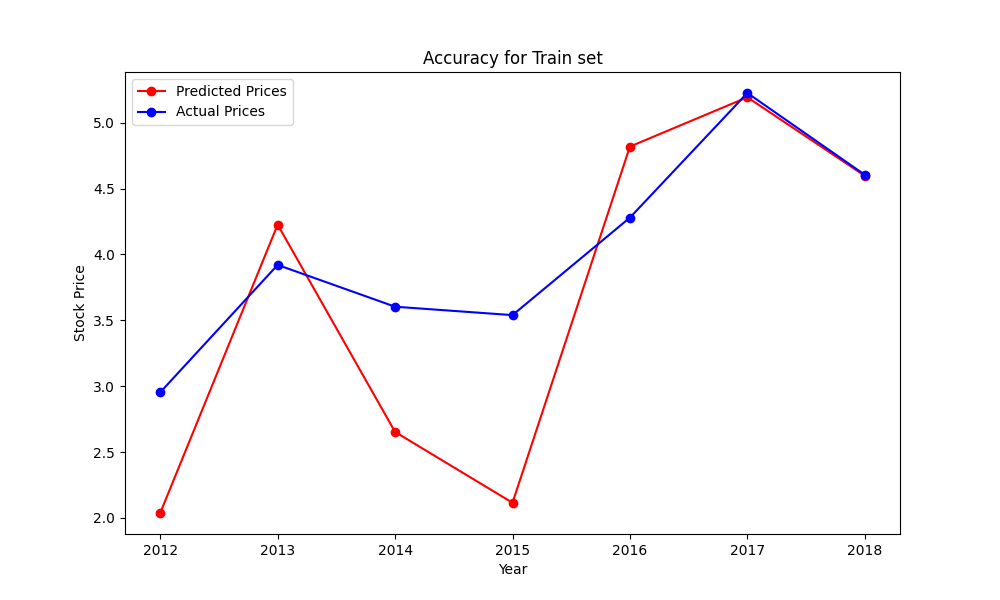 Accuracy for Train set
Predicted Prices
Actual Prices
Stock Price
5.0
4.5
4.0
3.5
3.0
2.5
2.0
2012 2013 2014 2015 2016 2017 2018
Year